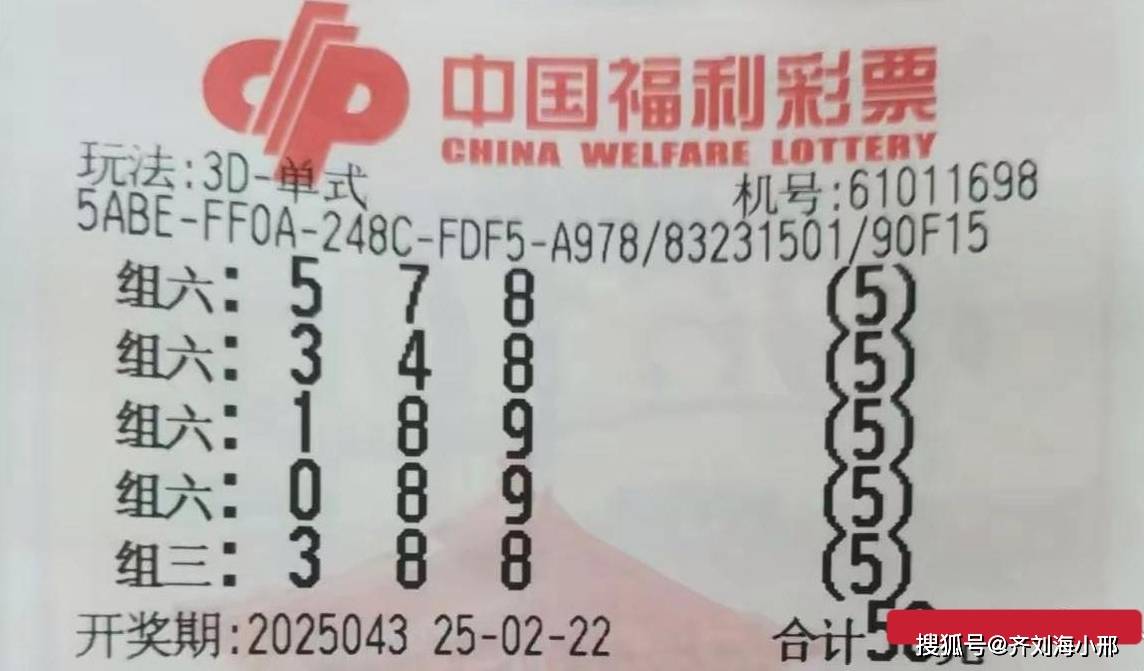 中国福利彩票
CHINA WELFARE LOTTERY
玩法:3D-单式 机号:61011698
5ABE-FF0A-248C-FDF5-A978/83231501/90F15
组六: 5 7 8 (5)
组六: 3 4 8 (5)
组六: 1 8 9 (5)
组六: 0 8 9 (5)
组三: 3 8 8 (5)
开奖期:2025043 25-02-22 合计50元
搜狐号@齐刘海小邢